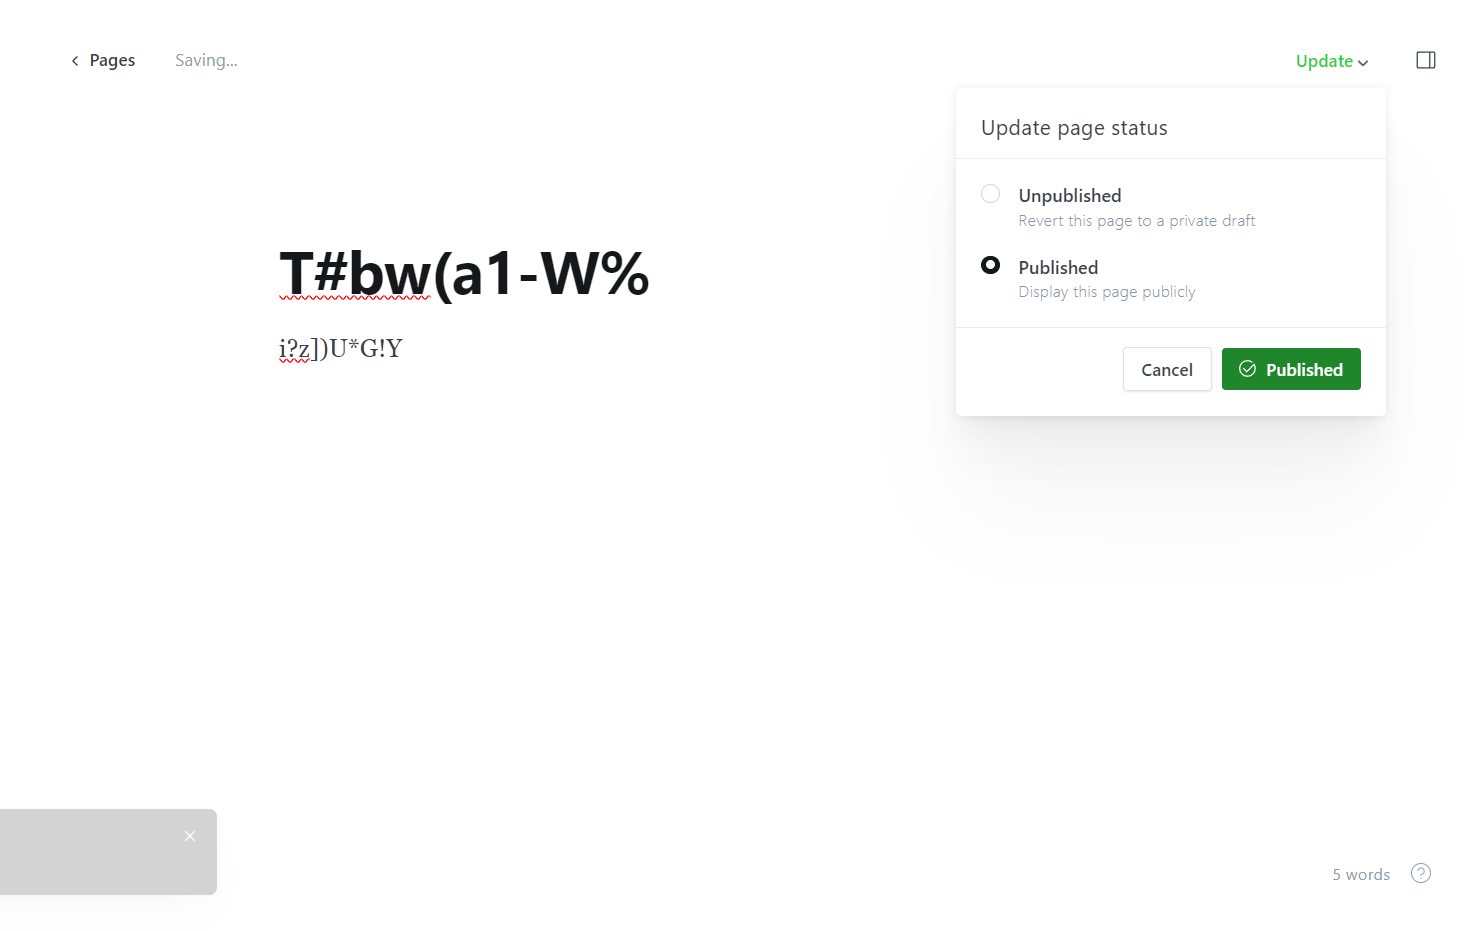 Pages
Saving...
Update
Update page status
Unpublished
Revert this page to a private draft
Published
Display this page publicly
Cancel
Published
T#bw(a1-W%
i?z])U*G!Y
5 words